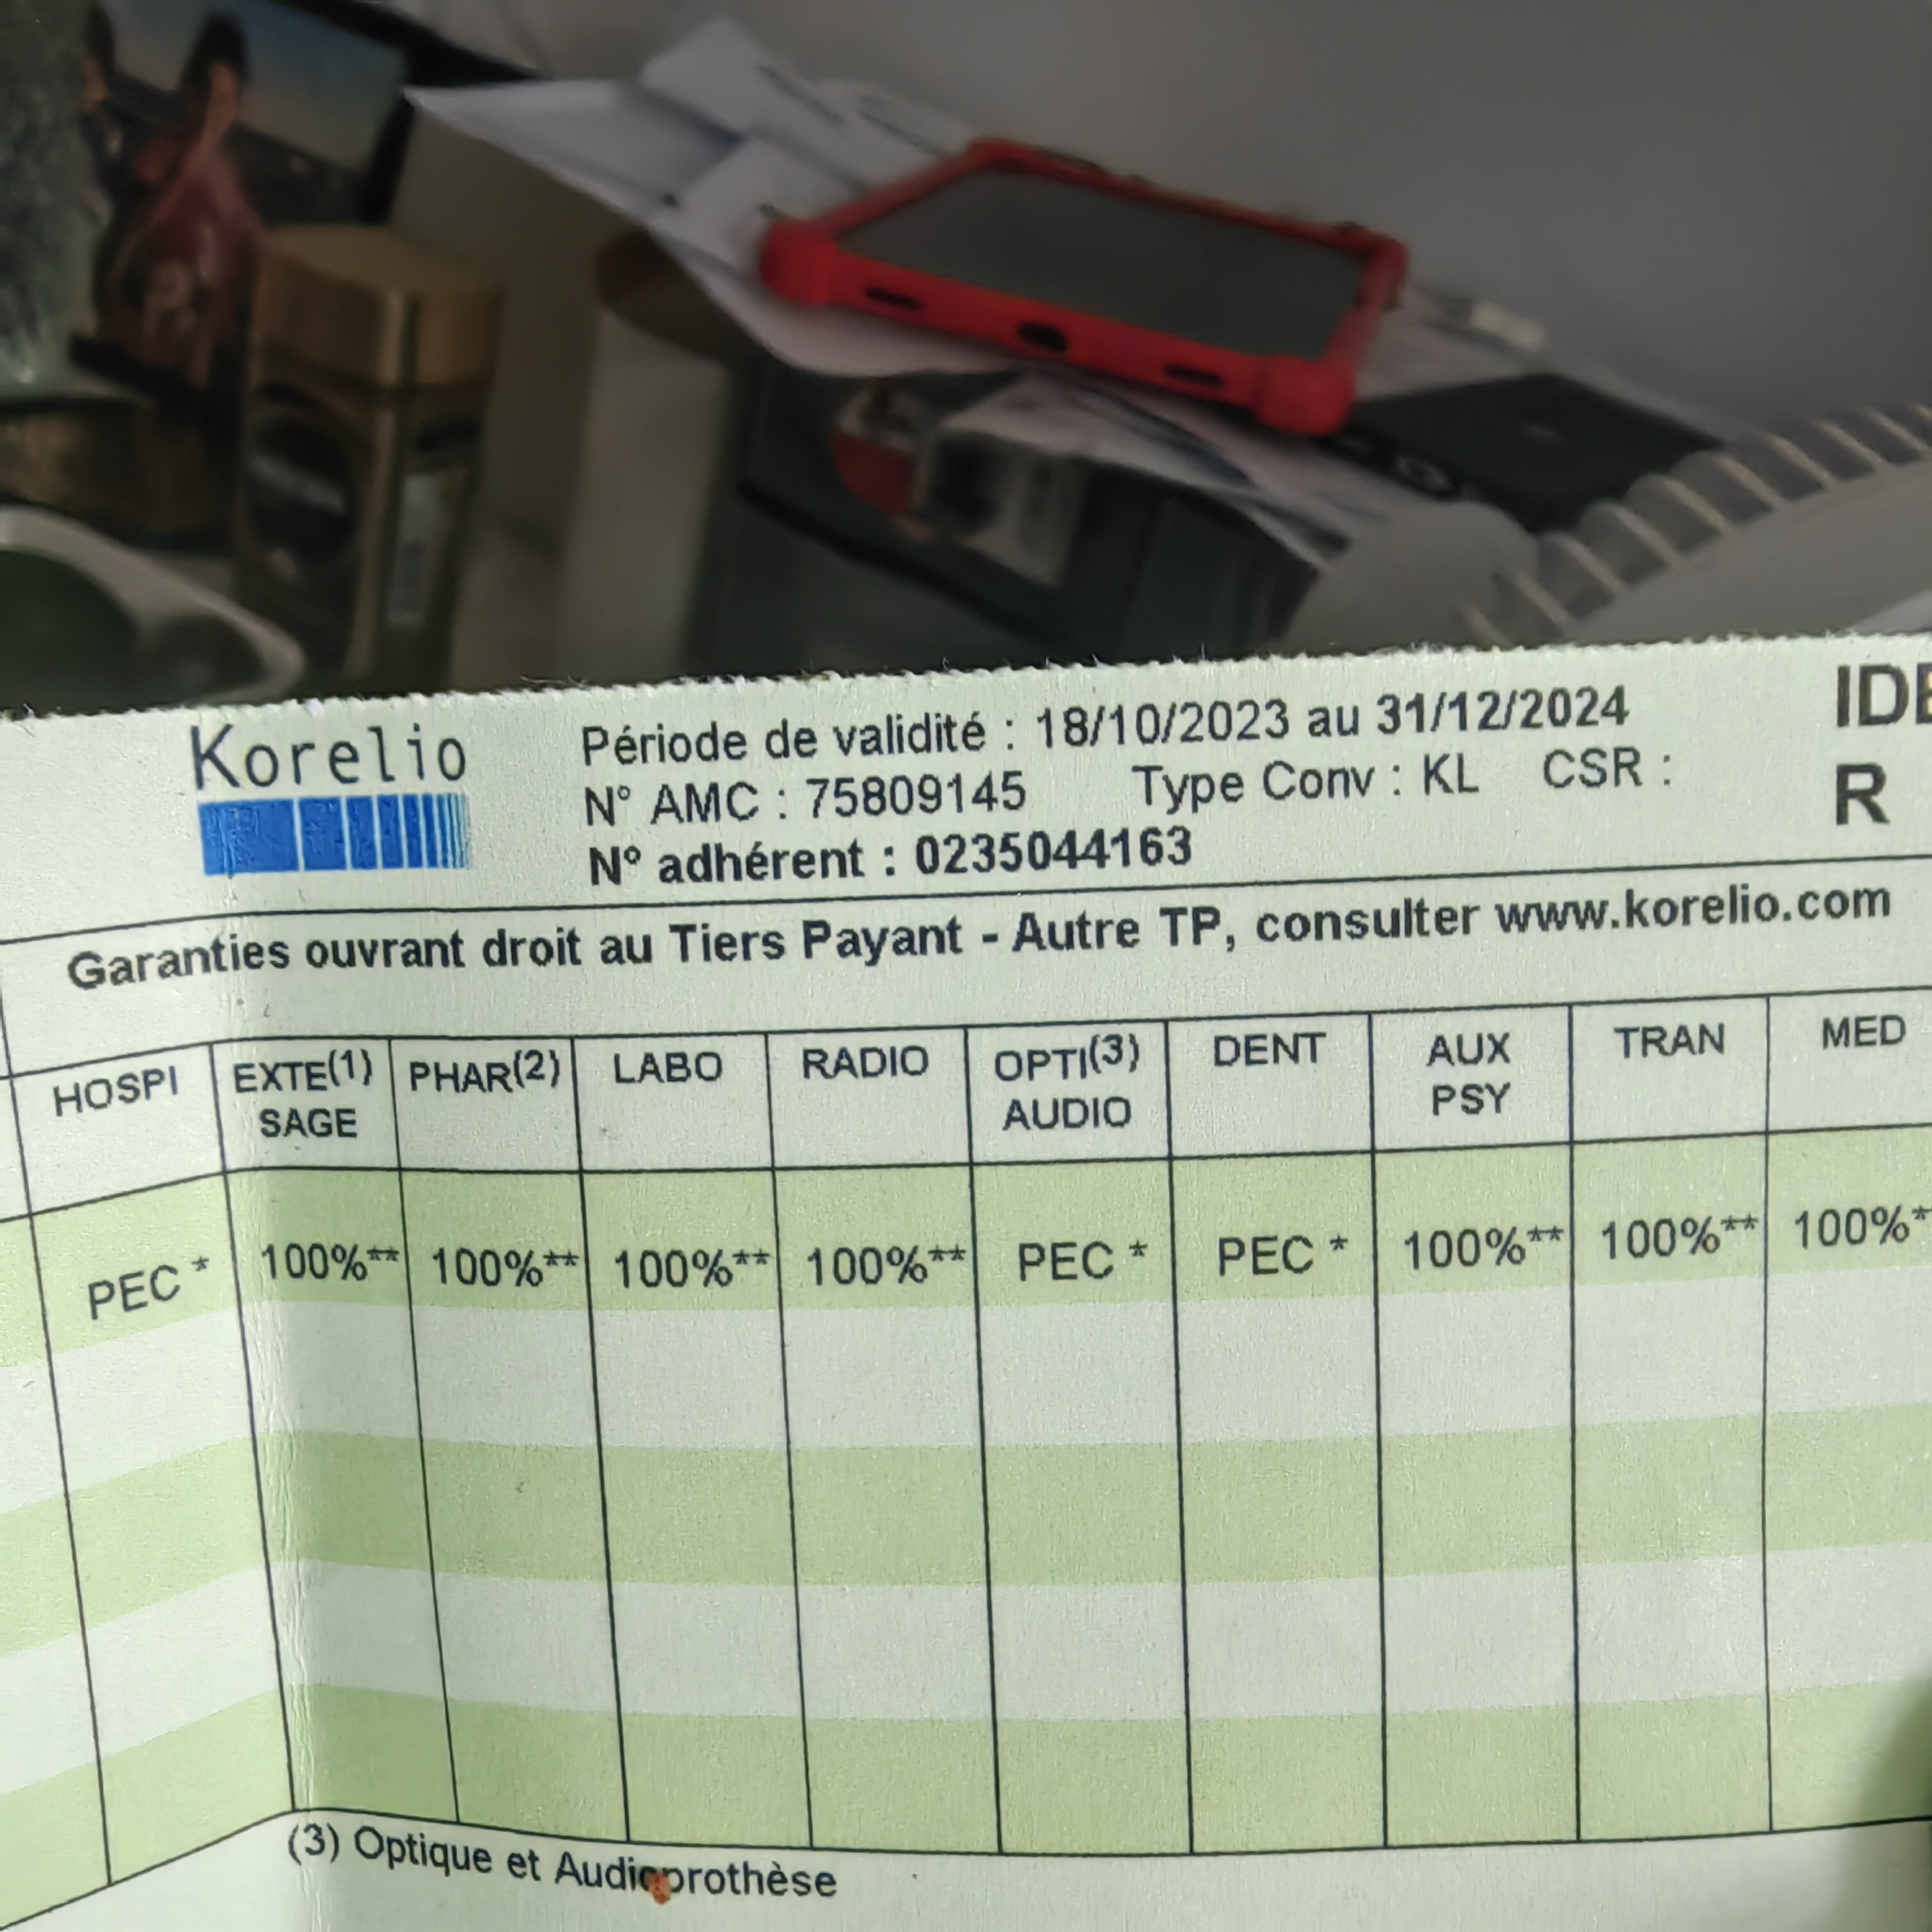 Korelio
Période de validité : 18/10/2023 au 31/12/2024
N° AMC : 75809145 Type Conv : KL CSR :
N° adhérent : 0235044163
R
Garanties ouvrant droit au Tiers Payant - Autre TP, consulter www.korelio.com
HOSPI EXTE(1) SAGE PHAR(2) LABO RADIO OPTI(3) AUDIO DENT AUX PSY TRAN MED
PEC * 100%** 100%** 100%** 100%** PEC * PEC * 100%** 100%** 100%*
(3) Optique et Audioprothèse